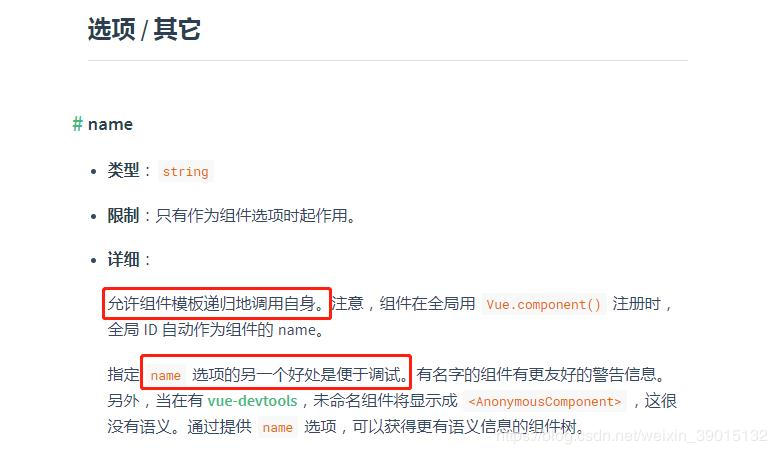 选项 / 其它
# name
• 类型：string
• 限制：只有作为组件选项时起作用。
• 详细：
允许组件模板递归地调用自身。注意，组件在全局用 Vue.component() 注册时，
全局 ID 自动作为组件的 name。
指定 name 选项的另一个好处是便于调试。有名字的组件有更友好的警告信息。
另外，当在有 vue-devtools，未命名组件将显示成 <AnonymousComponent>，这很
没有语义。通过提供 name 选项，可以获得更有语义信息的组件树。
https://blog.csdn.net/weixin_39015132